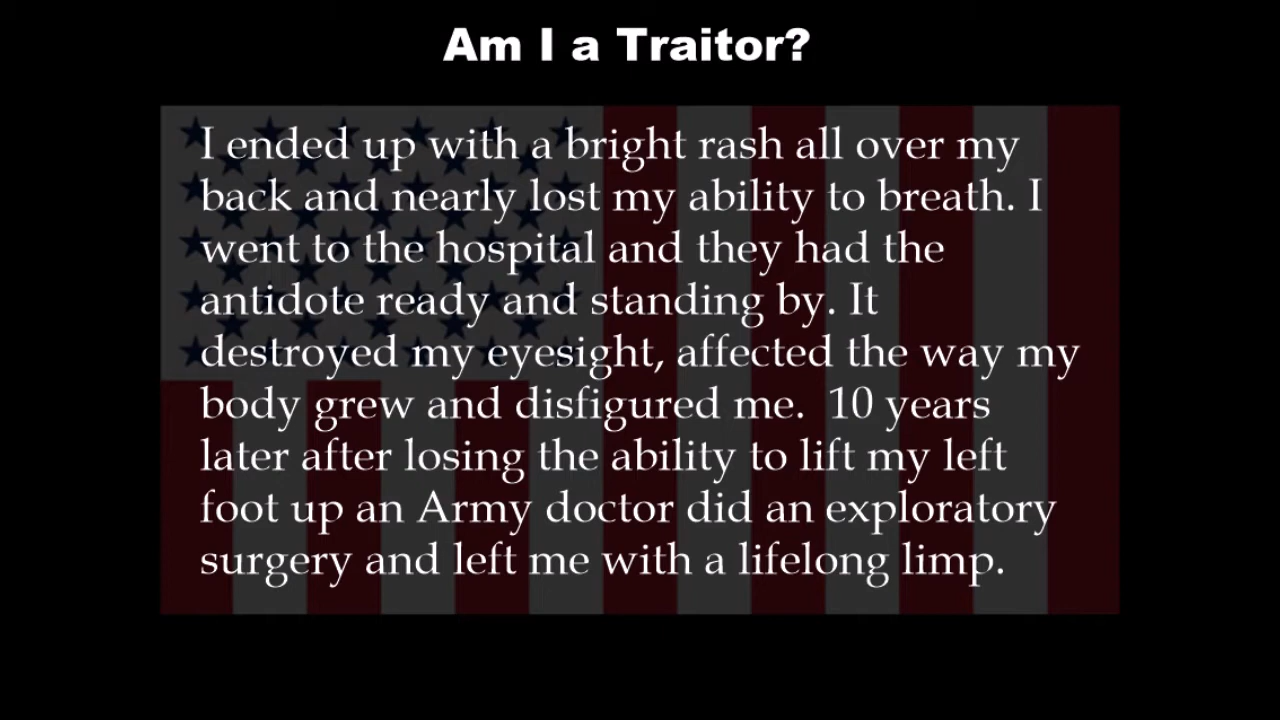 Am I a Traitor?
I ended up with a bright rash all over my
back and nearly lost my ability to breath. I
went to the hospital and they had the
antidote ready and standing by. It
destroyed my eyesight, affected the way my
body grew and disfigured me.  10 years
later after losing the ability to lift my left
foot up an Army doctor did an exploratory
surgery and left me with a lifelong limp.